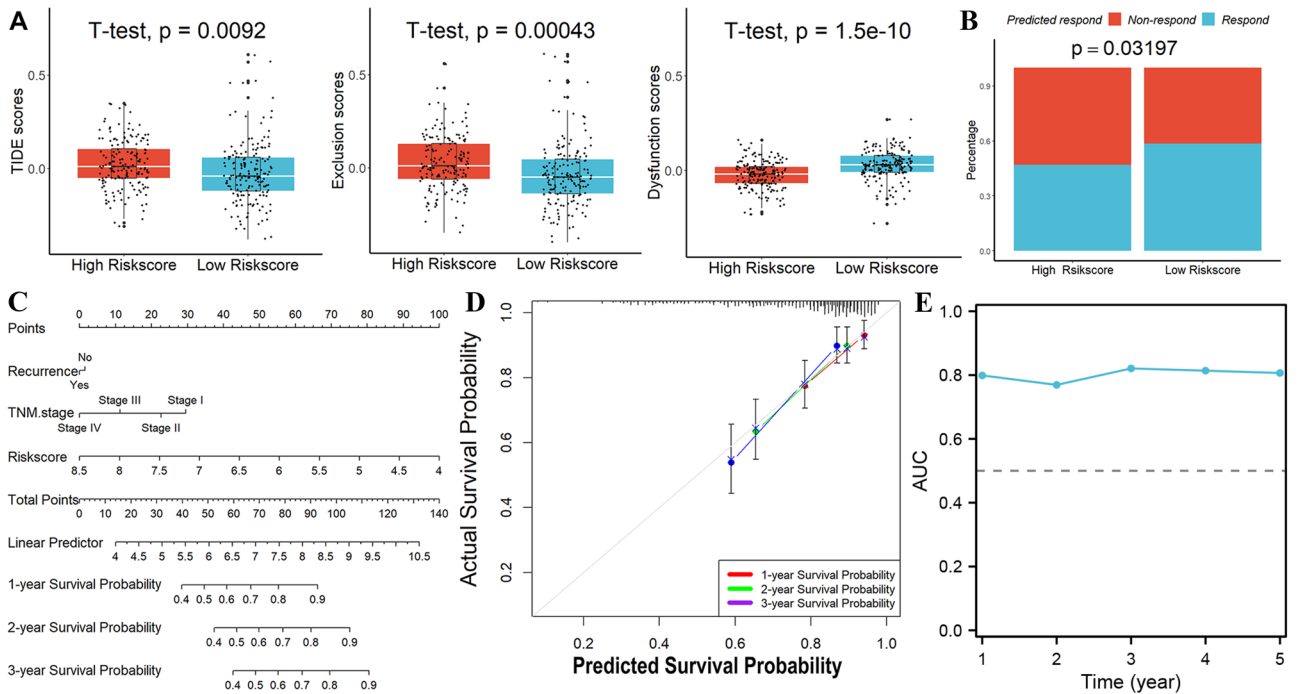 A
T-test, p = 0.0092
TIDE scores
0.5
0.0
High Riskscore Low Riskscore
T-test, p = 0.00043
Exclusion scores
0.5
0.0
High Riskscore Low Riskscore
T-test, p = 1.5e-10
Dysfunction scores
0.5
0.0
High Riskscore Low Riskscore
B
Predicted respond Non-respond Respond
p = 0.03197
Percentage
0.9
0.6
0.3
0.0
High Rsikscore Low Riskscore
C
Points
0 10 20 30 40 50 60 70 80 90 100
No
Recurrence
Yes
Stage III Stage I
TNM.stage
Stage IV Stage II
Riskscore
8.5 8 7.5 7 6.5 6 5.5 5 4.5 4
Total Points
0 10 20 30 40 50 60 70 80 90 100 120 140
Linear Predictor
4 4.5 5 5.5 6 6.5 7 7.5 8 8.5 9 9.5 10 10.5
1-year Survival Probability
0.4 0.5 0.6 0.7 0.8 0.9
2-year Survival Probability
0.4 0.5 0.6 0.7 0.8 0.9
3-year Survival Probability
0.4 0.5 0.6 0.7 0.8 0.9
D
Actual Survival Probability
1.0
0.8
0.6
0.4
0.2
1-year Survival Probability
2-year Survival Probability
3-year Survival Probability
0.2 0.4 0.6 0.8 1.0
Predicted Survival Probability
E
AUC
1.0
0.8
0.6
0.4
0.2
0.0
1 2 3 4 5
Time (year)